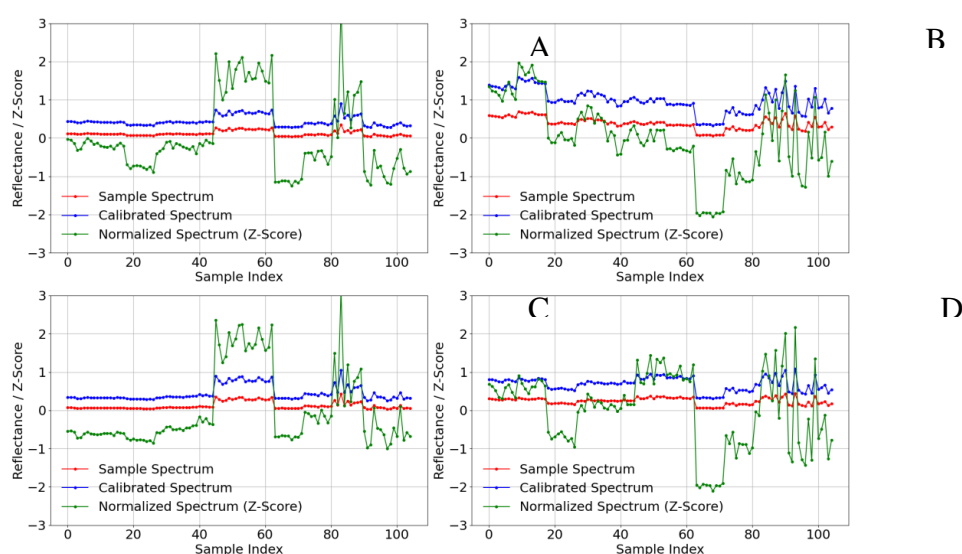 A
B
3
2
1
0
−1
−2
−3
Reflectance / Z-Score
Sample Spectrum
Calibrated Spectrum
Normalized Spectrum (Z-Score)
0 20 40 60 80 100
Sample Index
3
2
1
0
−1
−2
−3
Reflectance / Z-Score
Sample Spectrum
Calibrated Spectrum
Normalized Spectrum (Z-Score)
0 20 40 60 80 100
Sample Index
C
D
3
2
1
0
−1
−2
−3
Reflectance / Z-Score
Sample Spectrum
Calibrated Spectrum
Normalized Spectrum (Z-Score)
0 20 40 60 80 100
Sample Index
3
2
1
0
−1
−2
−3
Reflectance / Z-Score
Sample Spectrum
Calibrated Spectrum
Normalized Spectrum (Z-Score)
0 20 40 60 80 100
Sample Index